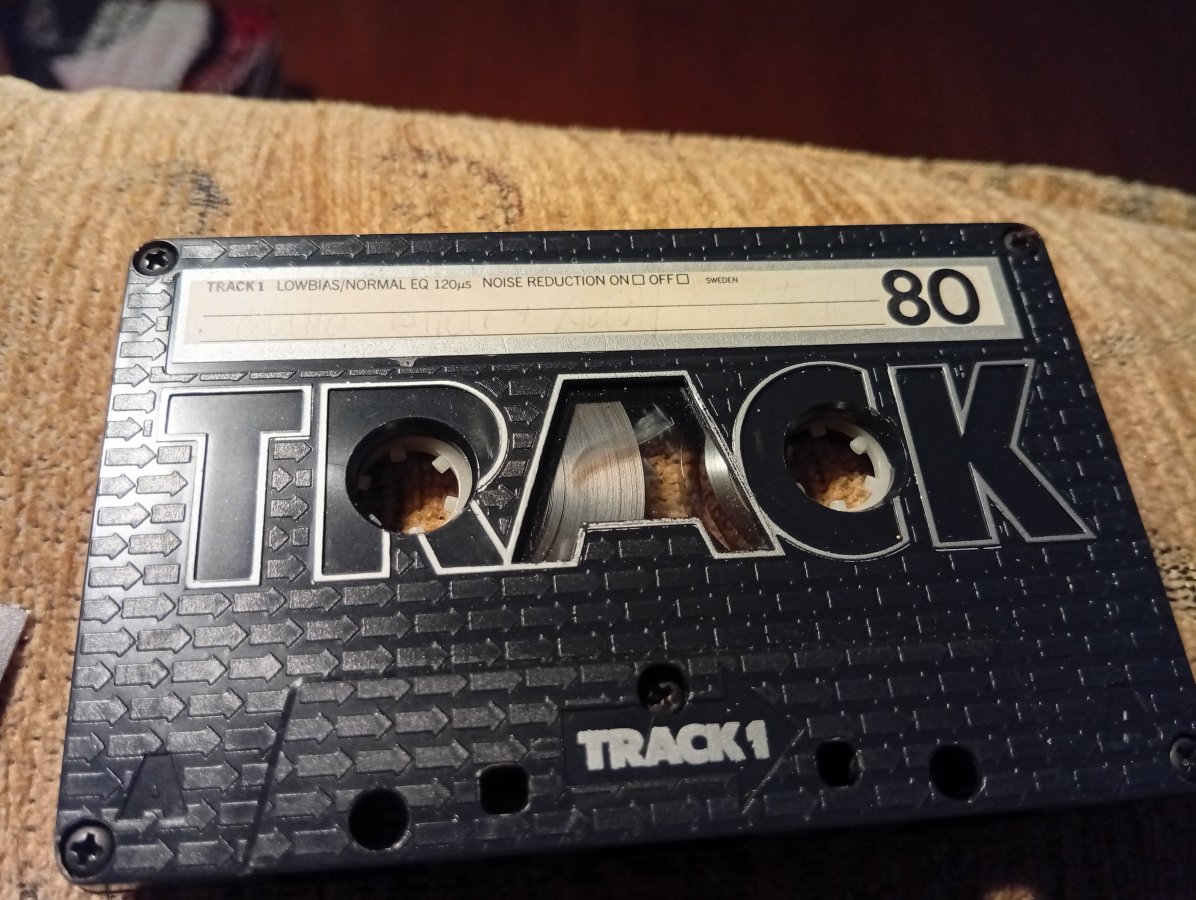 TRACK 1 LOWBIAS/NORMAL EQ 120µs NOISE REDUCTION ON☐ OFF☐ SWEDEN
80
TRACK
TRACK 1
A